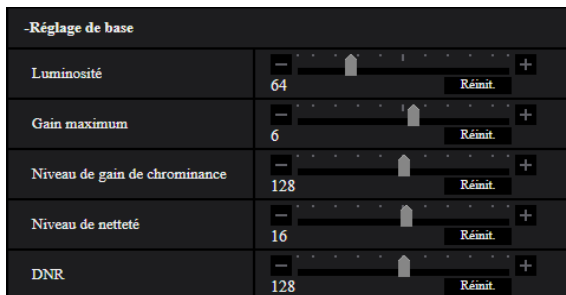 -Réglage de base
Luminosité
64 Réinit.
Gain maximum
6 Réinit.
Niveau de gain de chrominance
128 Réinit.
Niveau de netteté
16 Réinit.
DNR
128 Réinit.